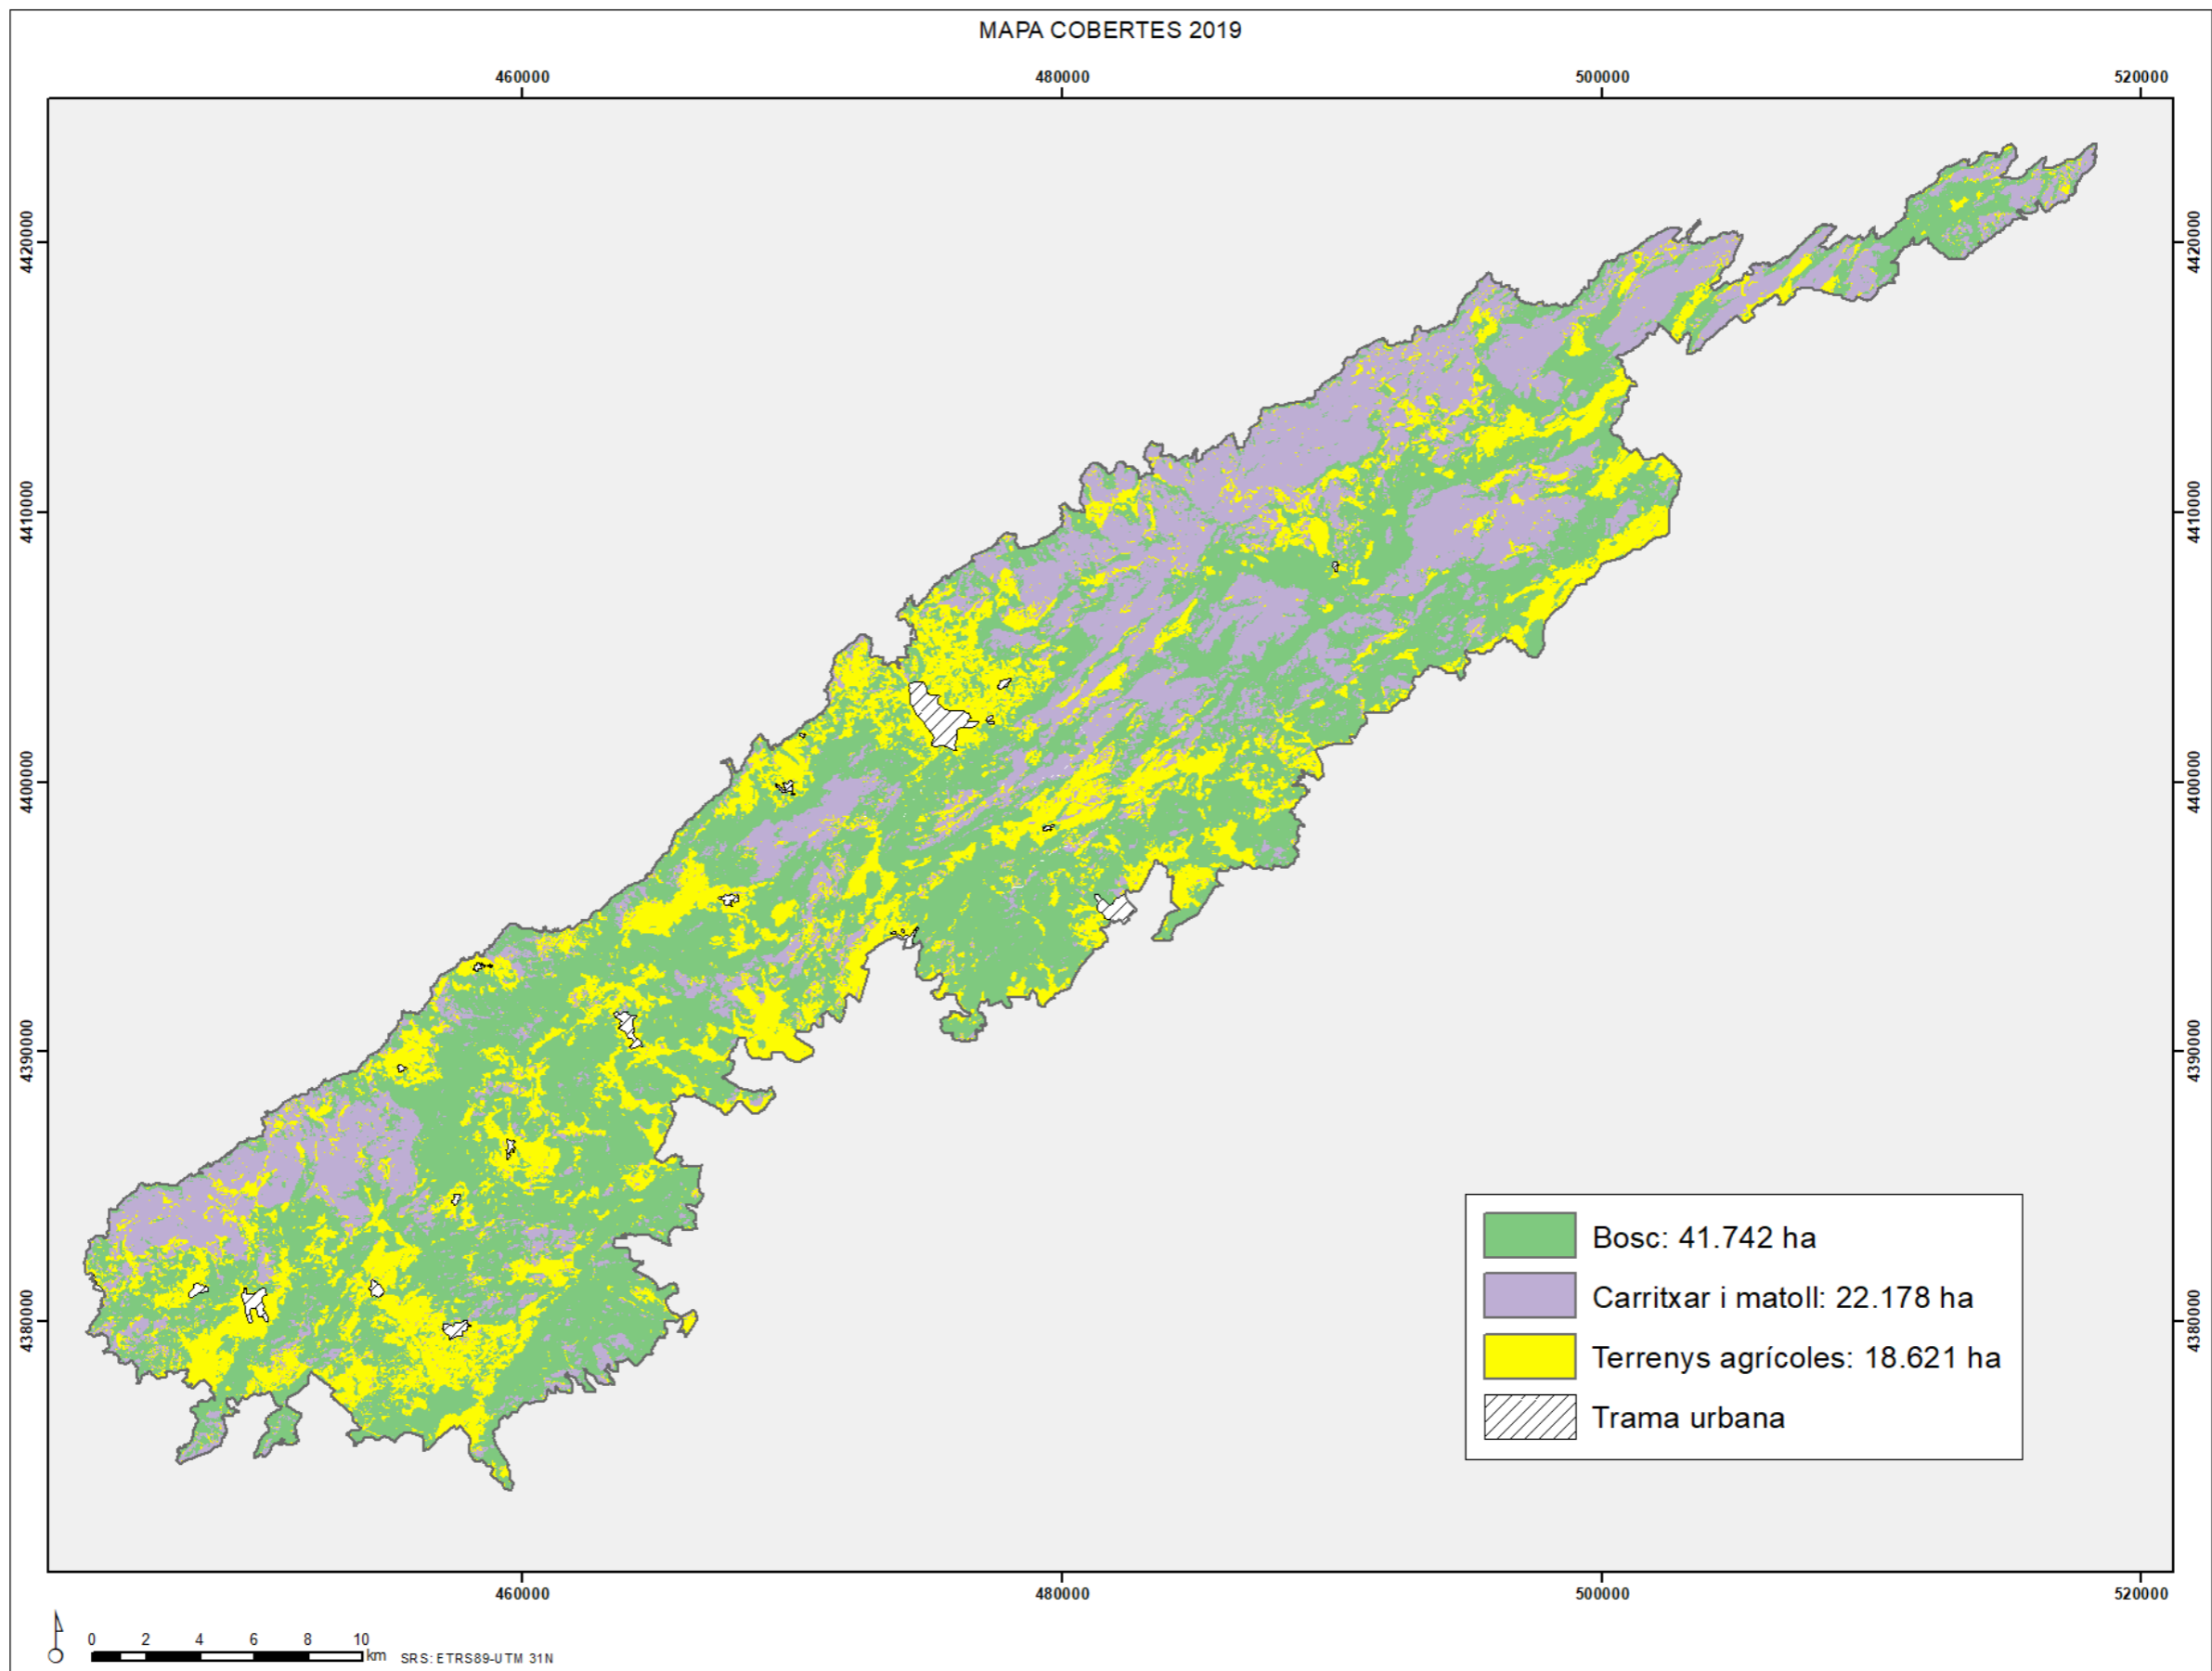 MAPA COBERTES 2019
460000 480000 500000 520000
4420000 4420000
4410000 4410000
4400000 4400000
4390000 4390000
4380000 4380000
Bosc: 41.742 ha
Carritxar i matoll: 22.178 ha
Terrenys agrícoles: 18.621 ha
Trama urbana
460000 480000 500000 520000
0 2 4 6 8 10
km SRS: ETRS89-UTM 31N